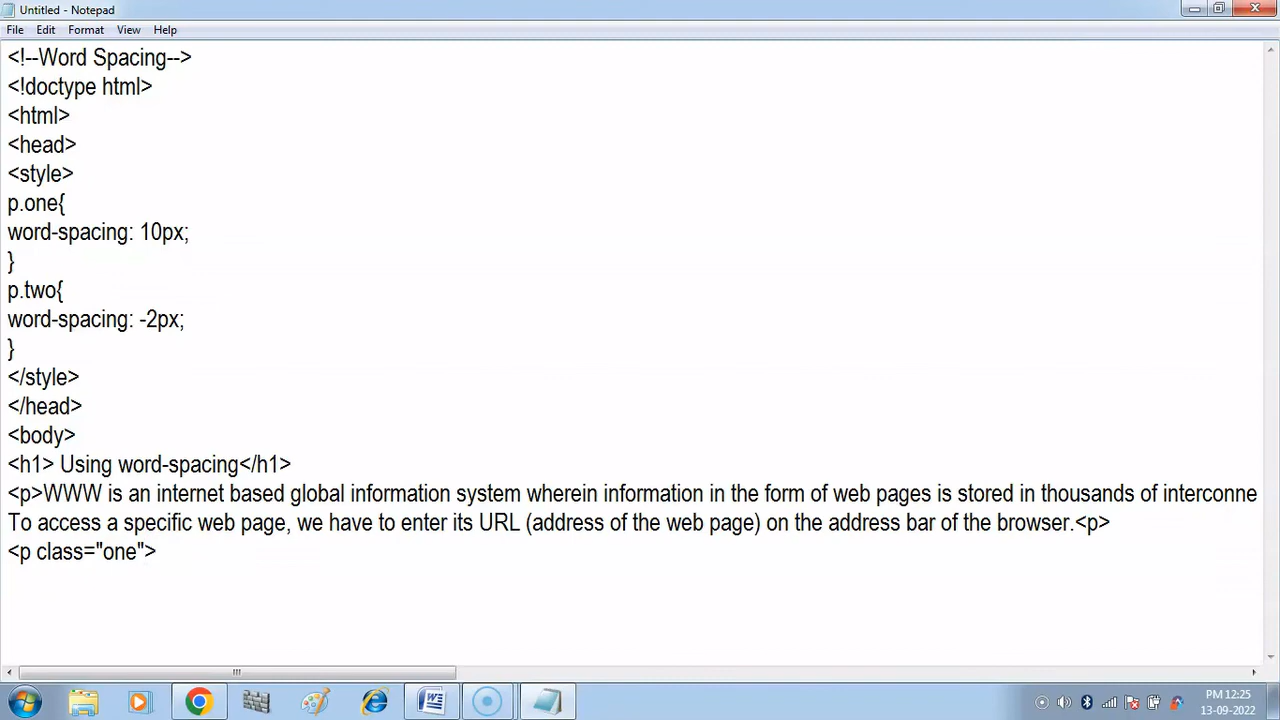 Untitled - Notepad
File Edit Format View Help
<!--Word Spacing-->
<!doctype html>
<html>
<head>
<style>
p.one{
word-spacing: 10px;
}
p.two{
word-spacing: -2px;
}
</style>
</head>
<body>
<h1> Using word-spacing</h1>
<p>WWW is an internet based global information system wherein information in the form of web pages is stored in thousands of interconne
To access a specific web page, we have to enter its URL (address of the web page) on the address bar of the browser.<p>
<p class="one">
PM 12:25
13-09-2022